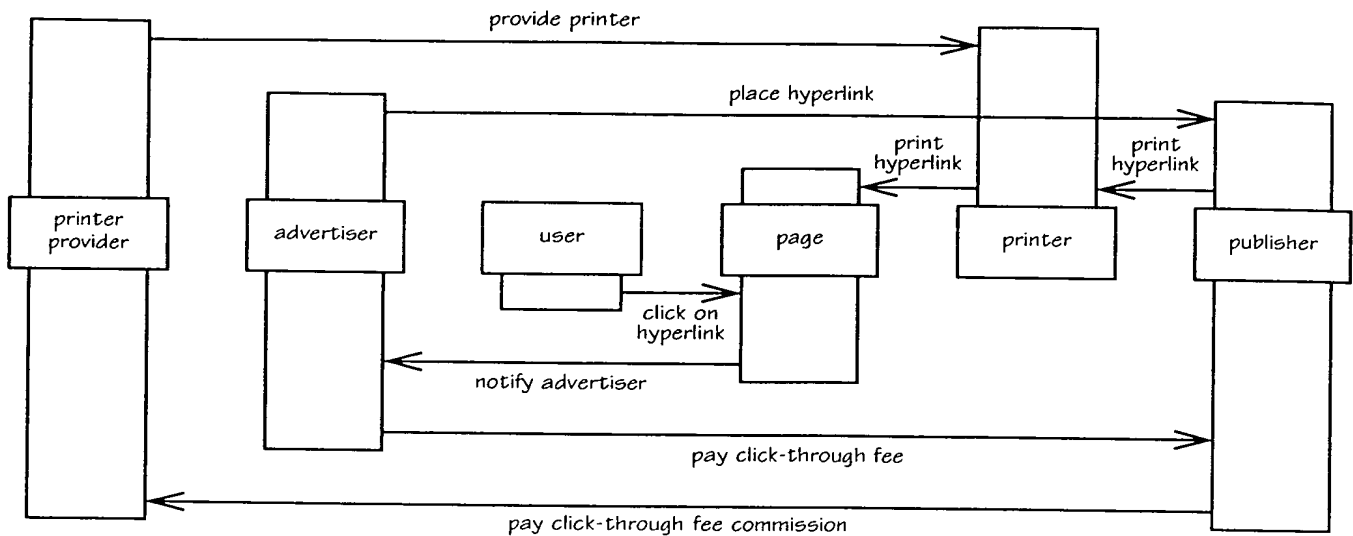 provide printer
place hyperlink
print
hyperlink
print
hyperlink
printer
provider
advertiser
user
page
printer
publisher
click on
hyperlink
notify advertiser
pay click-through fee
pay click-through fee commission